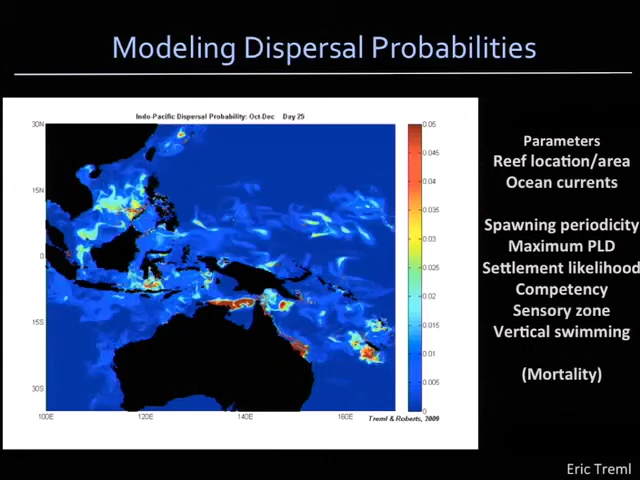 Modeling Dispersal Probabilities
Indo-Pacific Dispersal Probability: Oct-Dec Day 25
30N
15N
0
15S
30S
100E
120E
140E
160E
0.05
0.045
0.04
0.035
0.03
0.025
0.02
0.015
0.01
0.005
0
Treml & Roberts, 2009
Parameters
Reef location/area
Ocean currents
Spawning periodicity
Maximum PLD
Settlement likelihood
Competency
Sensory zone
Vertical swimming
(Mortality)
Eric Treml